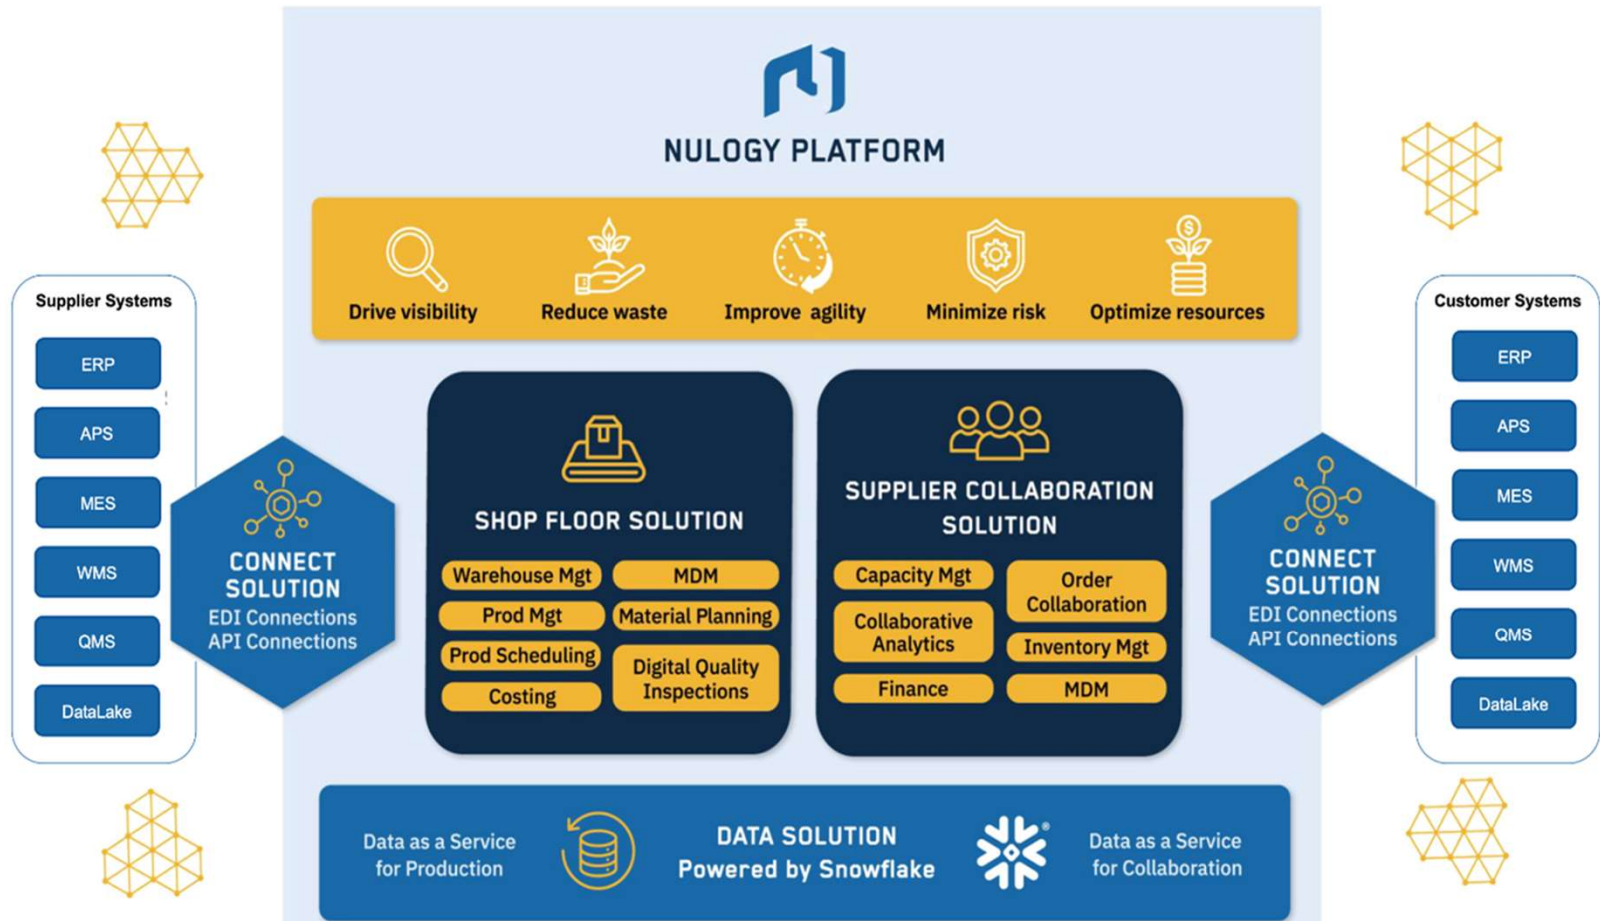 NULOGY PLATFORM
Drive visibility
Reduce waste
Improve agility
Minimize risk
Optimize resources
Supplier Systems
ERP
APS
MES
WMS
QMS
DataLake
CONNECT
SOLUTION
EDI Connections
API Connections
SHOP FLOOR SOLUTION
Warehouse Mgt
MDM
Prod Mgt
Material Planning
Prod Scheduling
Digital Quality
Inspections
Costing
SUPPLIER COLLABORATION
SOLUTION
Capacity Mgt
Order
Collaboration
Collaborative
Analytics
Inventory Mgt
Finance
MDM
CONNECT
SOLUTION
EDI Connections
API Connections
Customer Systems
ERP
APS
MES
WMS
QMS
DataLake
Data as a Service
for Production
DATA SOLUTION
Powered by Snowflake
®
Data as a Service
for Collaboration